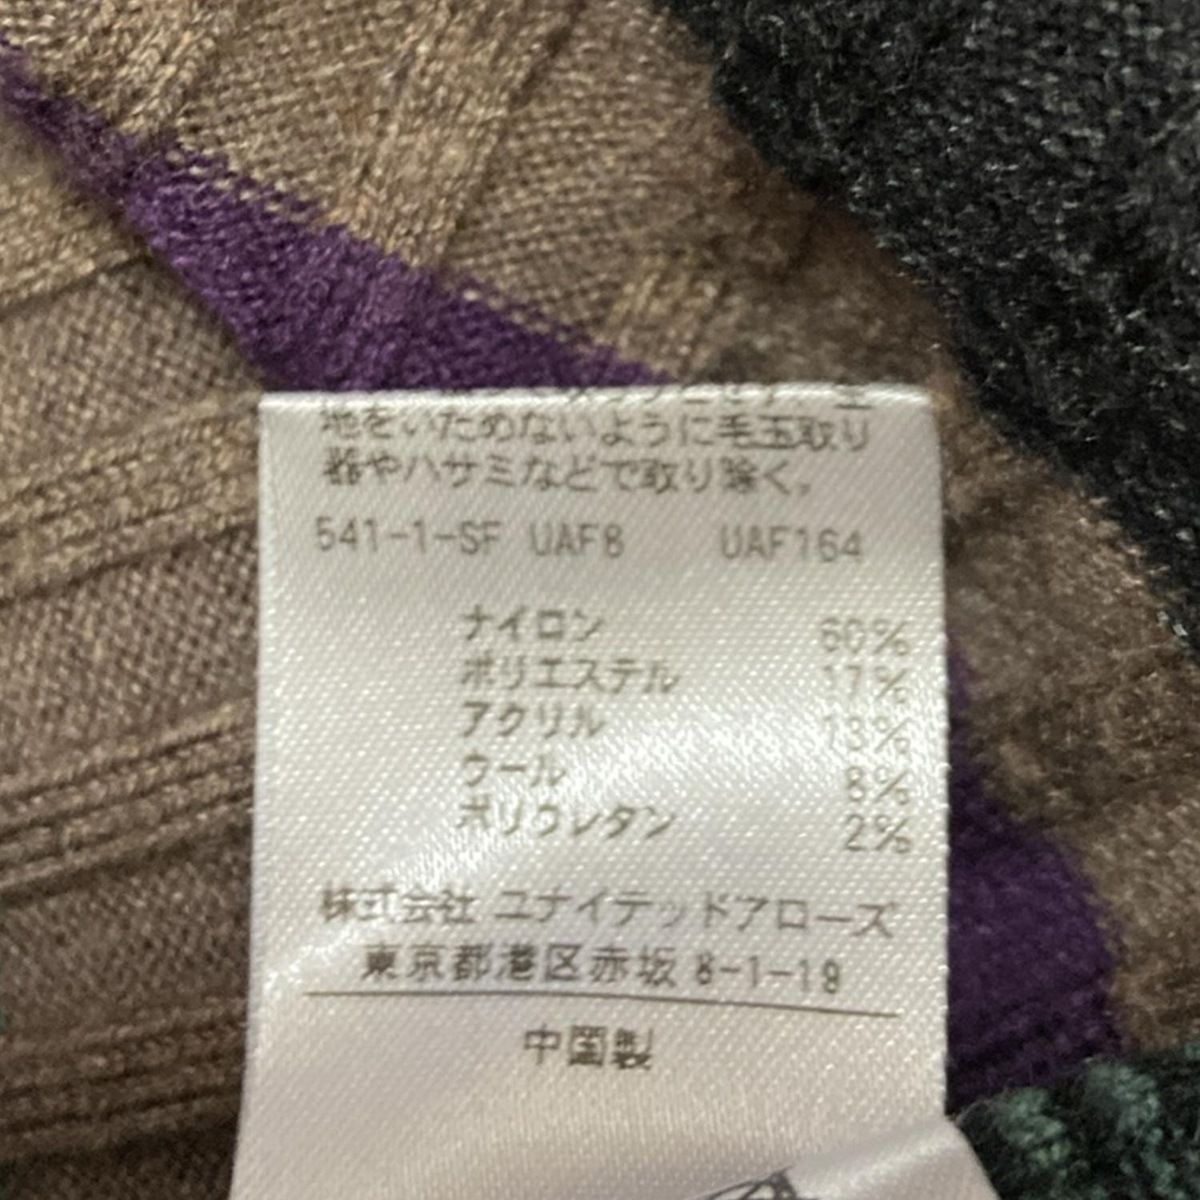 地をいためないように毛玉取り
器やハサミなどで取り除く。
541-1-SF UAF8 UAF164
ナイロン 60%
ポリエステル 17%
アクリル 13%
ウール 8%
ポリウレタン 2%
株式会社 ユナイテッドアローズ
東京都港区赤坂 8-1-19
中国製